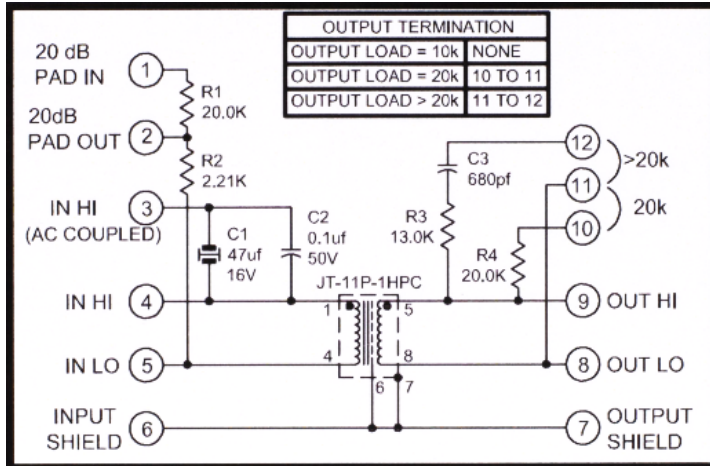 OUTPUT TERMINATION
OUTPUT LOAD = 10k NONE
OUTPUT LOAD = 20k 10 TO 11
OUTPUT LOAD > 20k 11 TO 12
20 dB
PAD IN
1
R1
20.0K
20dB
PAD OUT
2
R2
2.21K
IN HI
(AC COUPLED)
3
C1
47uf
16V
C2
0.1uf
50V
C3
680pf
R3
13.0K
R4
20.0K
12
11
10
>20k
20k
JT-11P-1HPC
1
5
4
8
6
7
IN HI
4
9
OUT HI
IN LO
5
8
OUT LO
INPUT
SHIELD
6
7
OUTPUT
SHIELD